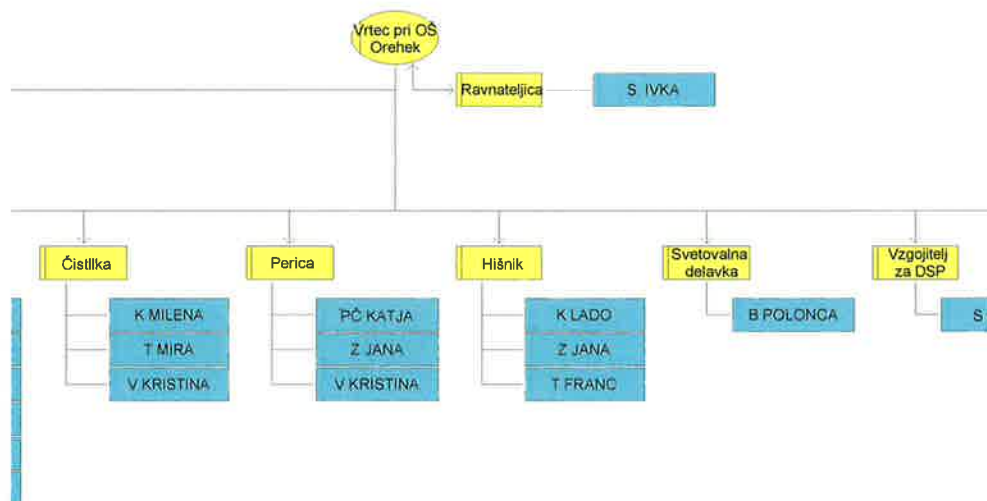 Vrtec pri OŠ
Orehek
Ravnateljica
S IVKA
Čistilka
Perica
Hišnik
Svetovalna
delavka
Vzgojitelj
za DSP
K MILENA
PČ KATJA
K LADO
B POLONCA
S
T MIRA
Z JANA
Z JANA
V KRISTINA
V KRISTINA
T FRANC